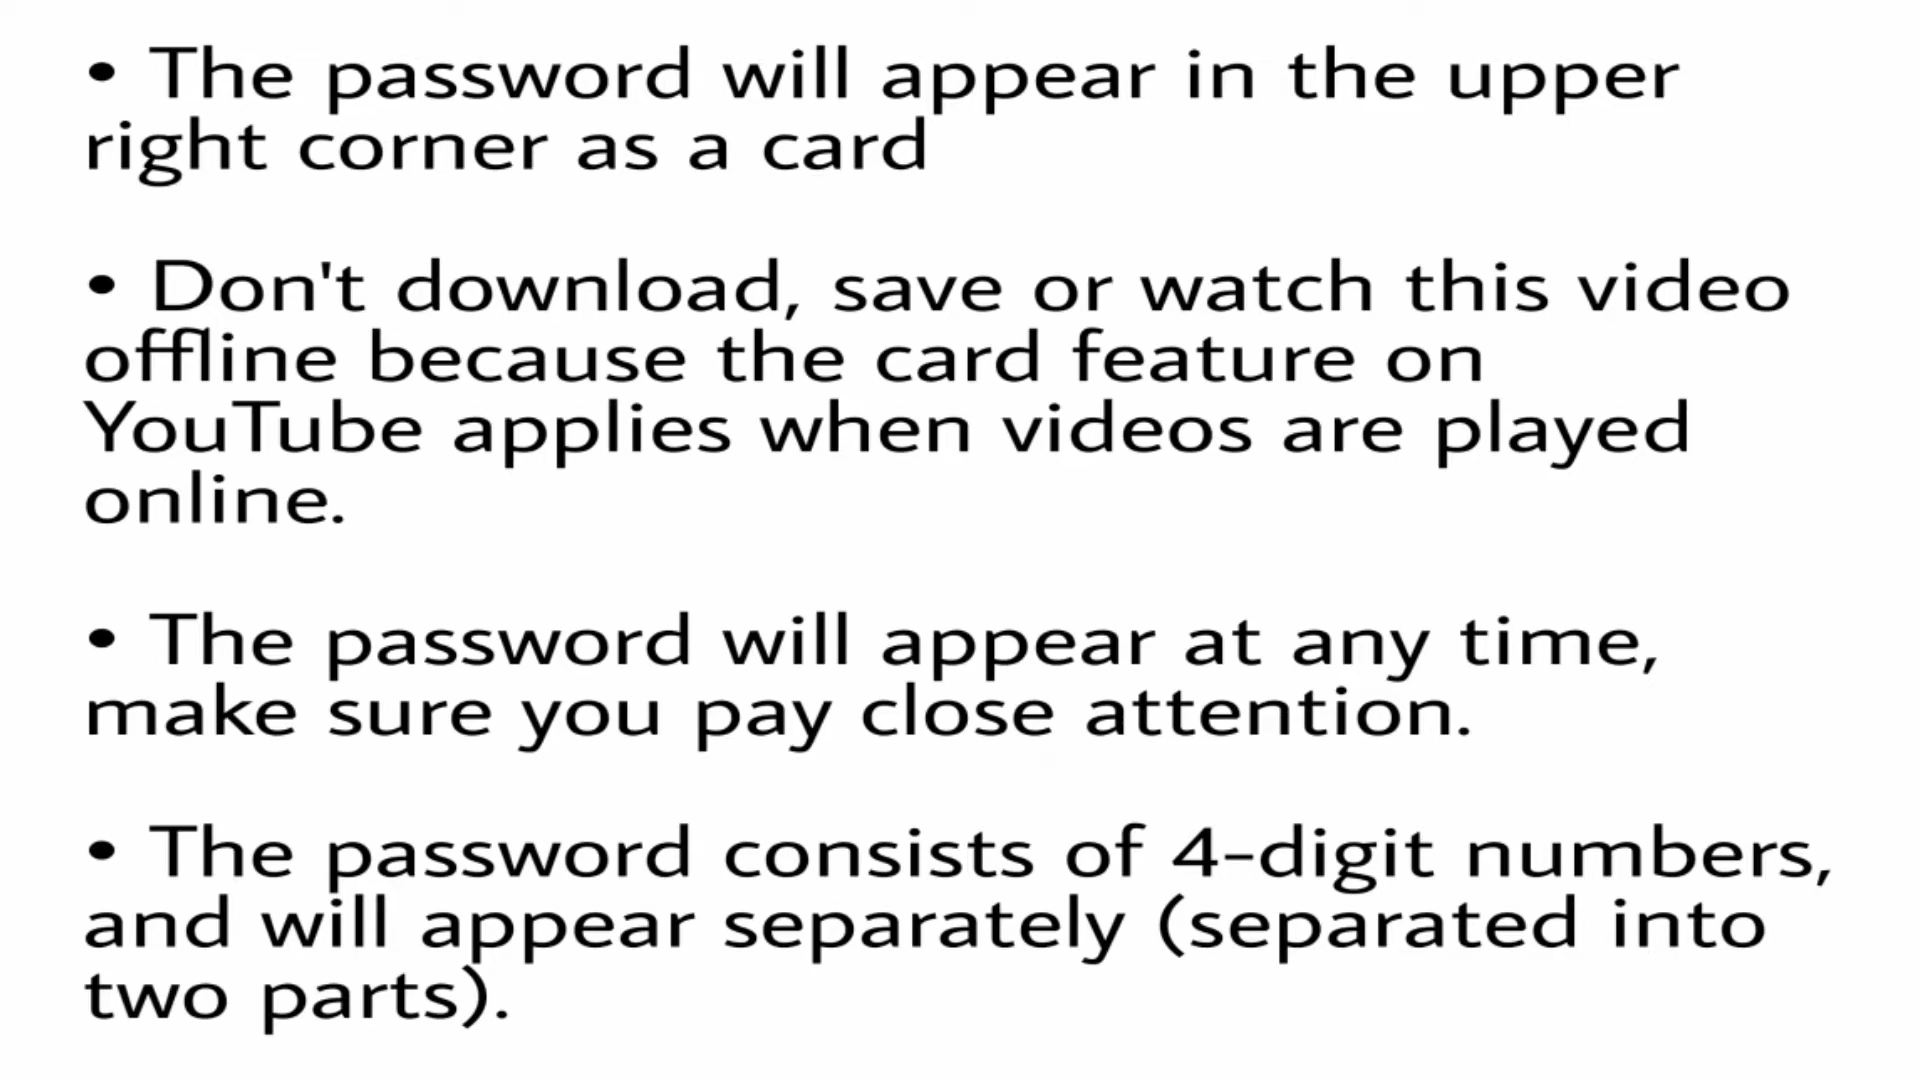 • The password will appear in the upper
right corner as a card
• Don't download, save or watch this video
offline because the card feature on
YouTube applies when videos are played
online.
• The password will appear at any time,
make sure you pay close attention.
• The password consists of 4-digit numbers,
and will appear separately (separated into
two parts).